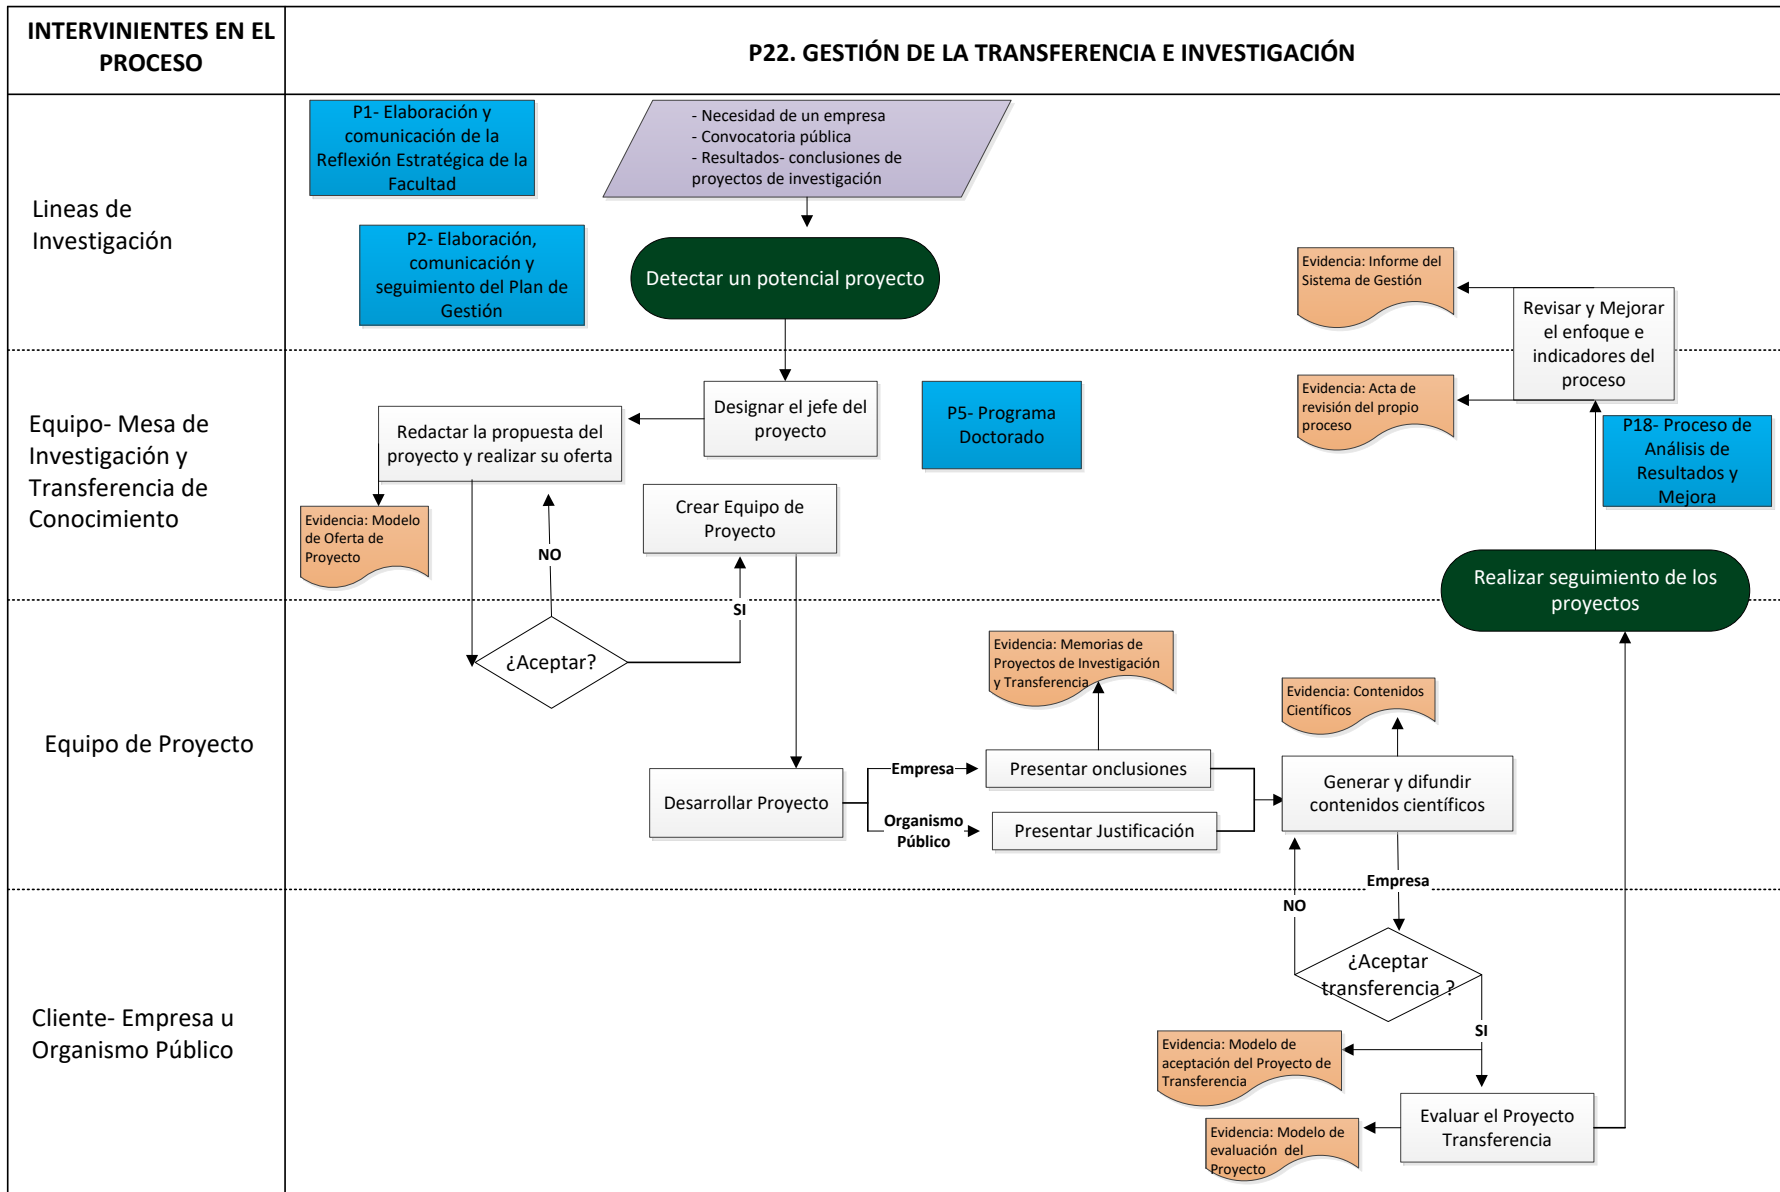 INTERVINIENTES EN EL
PROCESO
P22. GESTIÓN DE LA TRANSFERENCIA E INVESTIGACIÓN
Lineas de
Investigación
P1- Elaboración y
comunicación de la
Reflexión Estratégica de la
Facultad
- Necesidad de un empresa
- Convocatoria pública
- Resultados- conclusiones de
proyectos de investigación
P2- Elaboración,
comunicación y
seguimiento del Plan de
Gestión
Detectar un potencial proyecto
Evidencia: Informe del
Sistema de Gestión
Revisar y Mejorar
el enfoque e
indicadores del
proceso
Equipo- Mesa de
Investigación y
Transferencia de
Conocimiento
Designar el jefe del
proyecto
Redactar la propuesta del
proyecto y realizar su oferta
P5- Programa
Doctorado
Evidencia: Acta de
revisión del propio
proceso
P18- Proceso de
Análisis de
Resultados y
Mejora
Evidencia: Modelo
de Oferta de
Proyecto
Crear Equipo de
Proyecto
NO
SI
Realizar seguimiento de los
proyectos
Equipo de Proyecto
¿Aceptar?
Evidencia: Memorias de
Proyectos de Investigación
y Transferencia
Evidencia: Contenidos
Científicos
Desarrollar Proyecto
Empresa
Presentar onclusiones
Organismo
Público
Presentar Justificación
Generar y difundir
contenidos científicos
Empresa
NO
Cliente- Empresa u
Organismo Público
¿Aceptar
transferencia ?
SI
Evidencia: Modelo de
aceptación del Proyecto de
Transferencia
Evaluar el Proyecto
Transferencia
Evidencia: Modelo de
evaluación del
Proyecto